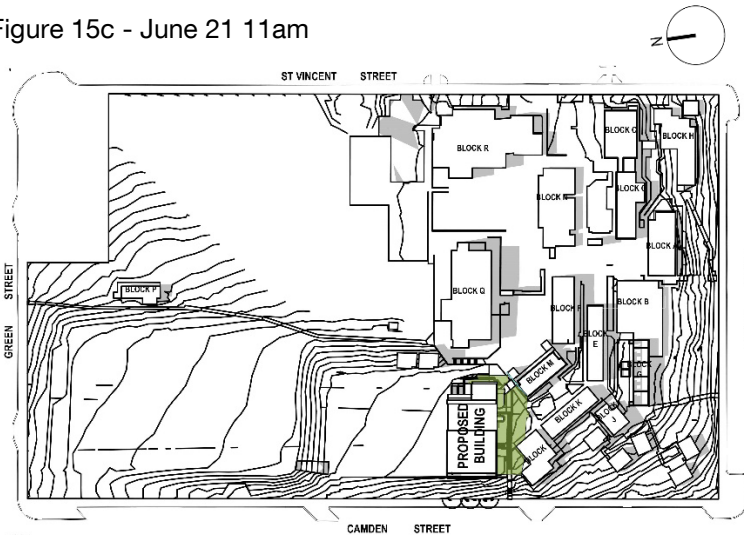 Figure 15c - June 21 11am
N
ST VINCENT STREET
BLOCK R
BLOCK C
BLOCK H
BLOCK N
BLOCK
BLOCK A
BLOCK P
BLOCK Q
BLOCK F
BLOCK B
BLOCK
E
BLOCK
G
BLOCK M
BLOCK K
BLOCK
J
BLOCK
GREEN STREET
PROPOSED
BUILDING
CAMDEN STREET